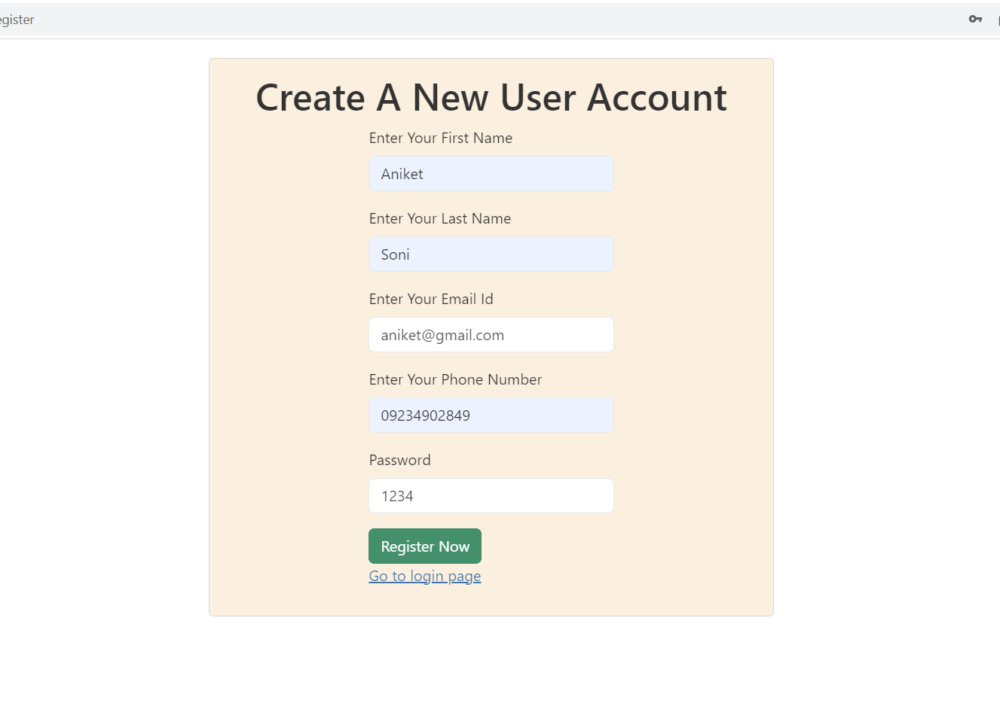 egister
Create A New User Account
Enter Your First Name
Aniket
Enter Your Last Name
Soni
Enter Your Email Id
aniket@gmail.com
Enter Your Phone Number
09234902849
Password
1234
Register Now
Go to login page